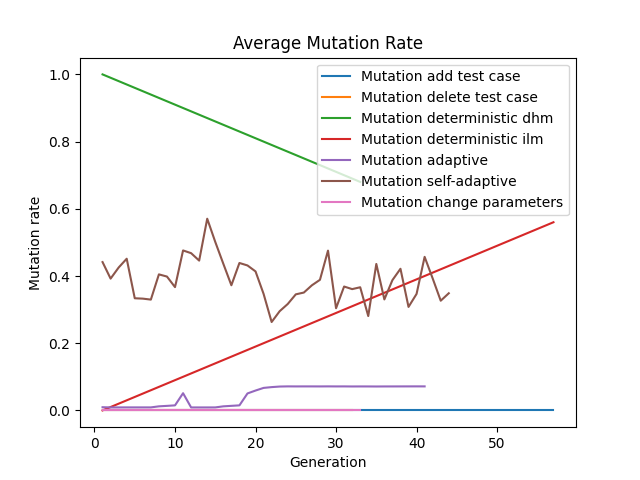 Average Mutation Rate
Mutation add test case
Mutation delete test case
Mutation deterministic dhm
Mutation deterministic ilm
Mutation adaptive
Mutation self-adaptive
Mutation change parameters
Mutation rate
1.0
0.8
0.6
0.4
0.2
0.0
0 10 20 30 40 50
Generation